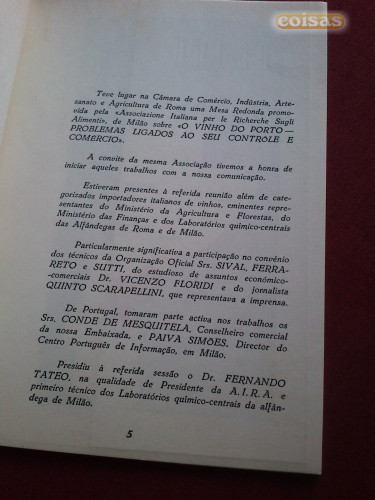 coisas
Teve lugar na Câmara de Comércio, Indústria, Arte-
sanato e Agricultura de Roma uma Mesa Redonda promo-
vida pela «Associazione Italiana per le Richerche Sugli
Alimenti», de Milão sobre «O VINHO DO PORTO —
PROBLEMAS LIGADOS AO SEU CONTRÔLE E
COMÉRCIO».
A convite da mesma Associação tivemos a honra de
iniciar aqueles trabalhos com a nossa comunicação.
Estiveram presentes à referida reunião além de cate-
gorizados importadores italianos de vinhos, eminentes repre-
sentantes do Ministério da Agricultura e Florestas, do
Ministério das Finanças e dos Laboratórios químico-centrais
das Alfândegas de Roma e de Milão.
Particularmente significativa a participação no convénio
dos técnicos da Organização Oficial Srs. SIVAL, FERRA-
RETO e SUTTI, do estudioso de assuntos económico-
-comerciais Dr. VICENZO FLORIDI e do jornalista
QUINTO SCARAPELLINI, que representava a imprensa.
De Portugal, tomaram parte activa nos trabalhos os
Srs. CONDE DE MESQUITELA, Conselheiro comercial
da nossa Embaixada, e PAIVA SIMÕES, Director do
Centro Português de Informação, em Milão.
Presidiu à referida sessão o Dr. FERNANDO
TATEO, na qualidade de Presidente da A.I.R.A. e
primeiro técnico dos Laboratórios químico-centrais da alfân-
dega de Milão.
5